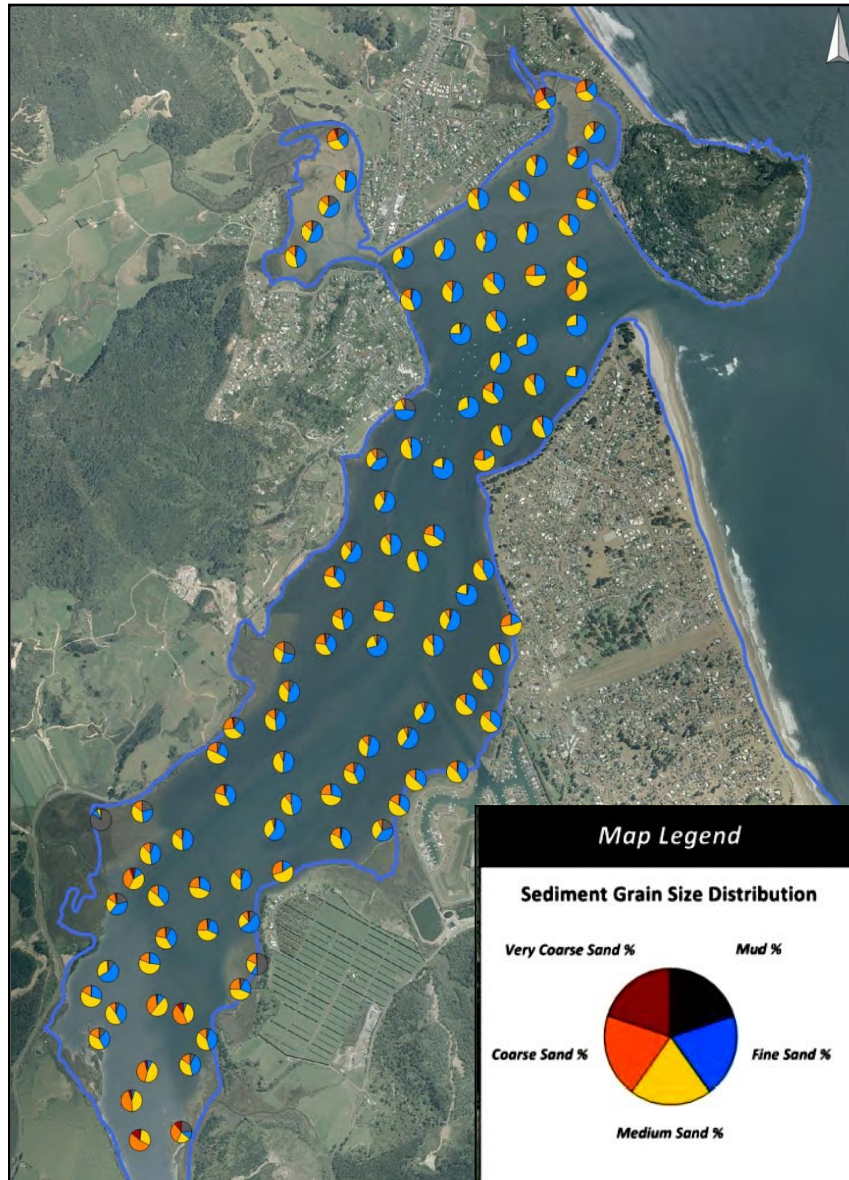 Map Legend
Sediment Grain Size Distribution
Very Coarse Sand %
Mud %
Coarse Sand %
Fine Sand %
Medium Sand %